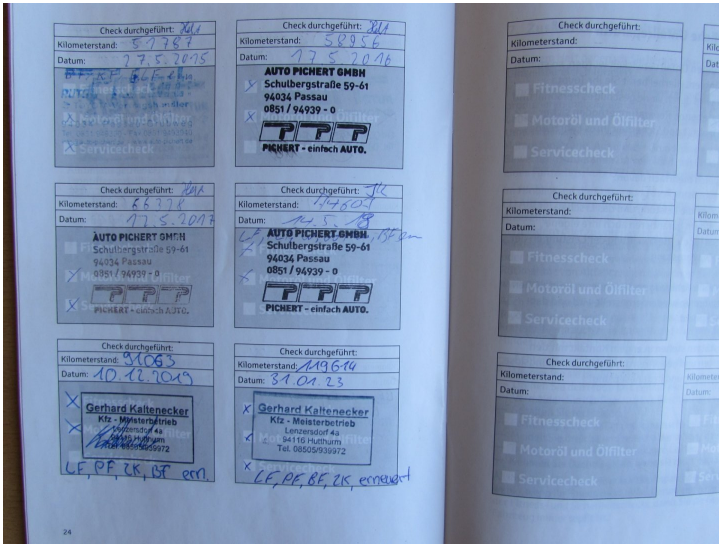 Check durchgeführt:
Kilometerstand: 51787
Datum: 27.5.2015
Fitnesscheck
Motoröl und Ölfilter
Servicecheck
Check durchgeführt:
Kilometerstand: 58956
Datum: 17.5.2016
AUTO PICHERT GMBH
Schulbergstraße 59-61
94034 Passau
0851 / 94939 - 0
PICHERT - einfach AUTO.
Check durchgeführt:
Kilometerstand: 66378
Datum: 17.5.2017
AUTO PICHERT GMBH
Schulbergstraße 59-61
94034 Passau
0851 / 94939 - 0
PICHERT - einfach AUTO.
Check durchgeführt:
Kilometerstand:
Datum: 14.5.
AUTO PICHERT GMBH
Schulbergstraße 59-61
94034 Passau
0851 / 94939 - 0
PICHERT - einfach AUTO.
Check durchgeführt:
Kilometerstand: 91063
Datum: 10.12.2019
Gerhard Kaltenecker
Kfz - Meisterbetrieb
Lenzersdorf 4a
94116 Hutthurm
Tel. 08505/939972
LF, PF, ZK, BF ern.
Check durchgeführt:
Kilometerstand: 119614
Datum: 31.01.23
Gerhard Kaltenecker
Kfz - Meisterbetrieb
Lenzersdorf 4a
94116 Hutthurm
Tel. 08505/939972
Servicecheck
LF, PF, BF, ZK, erneuert
24
Check durchgeführt:
Kilometerstand:
Datum:
Fitnesscheck
Motoröl und Ölfilter
Servicecheck
Check durchgeführt:
Kilometerstand:
Datum:
Fitnesscheck
Motoröl und Ölfilter
Servicecheck
Check durchgeführt:
Kilometerstand:
Datum:
Fitnesscheck
Motoröl und Ölfilter
Servicecheck